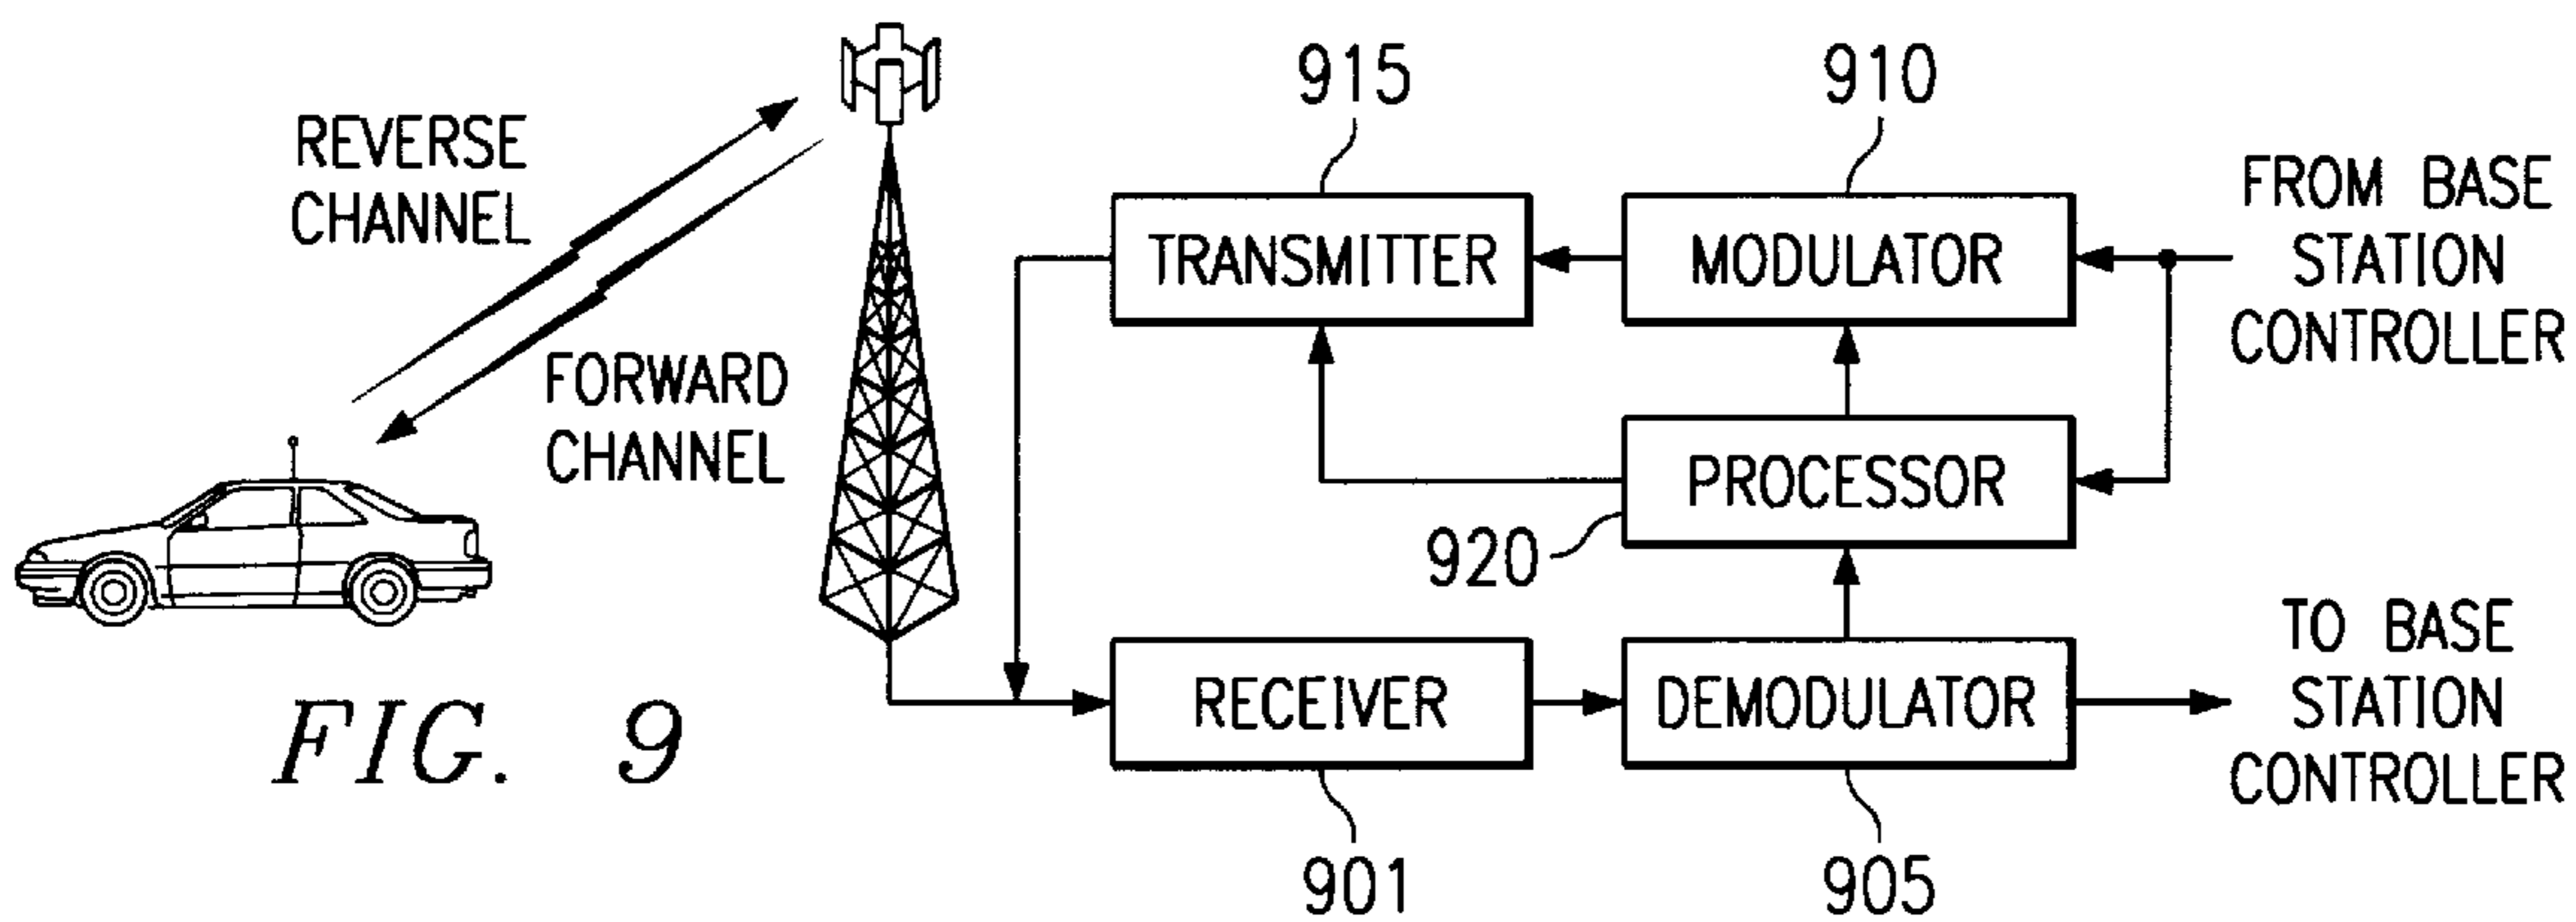 915
910
REVERSE
CHANNEL
FROM BASE
STATION
CONTROLLER
TRANSMITTER
MODULATOR
FORWARD
CHANNEL
PROCESSOR
920
TO BASE
STATION
CONTROLLER
RECEIVER
DEMODULATOR
FIG. 9
901
905